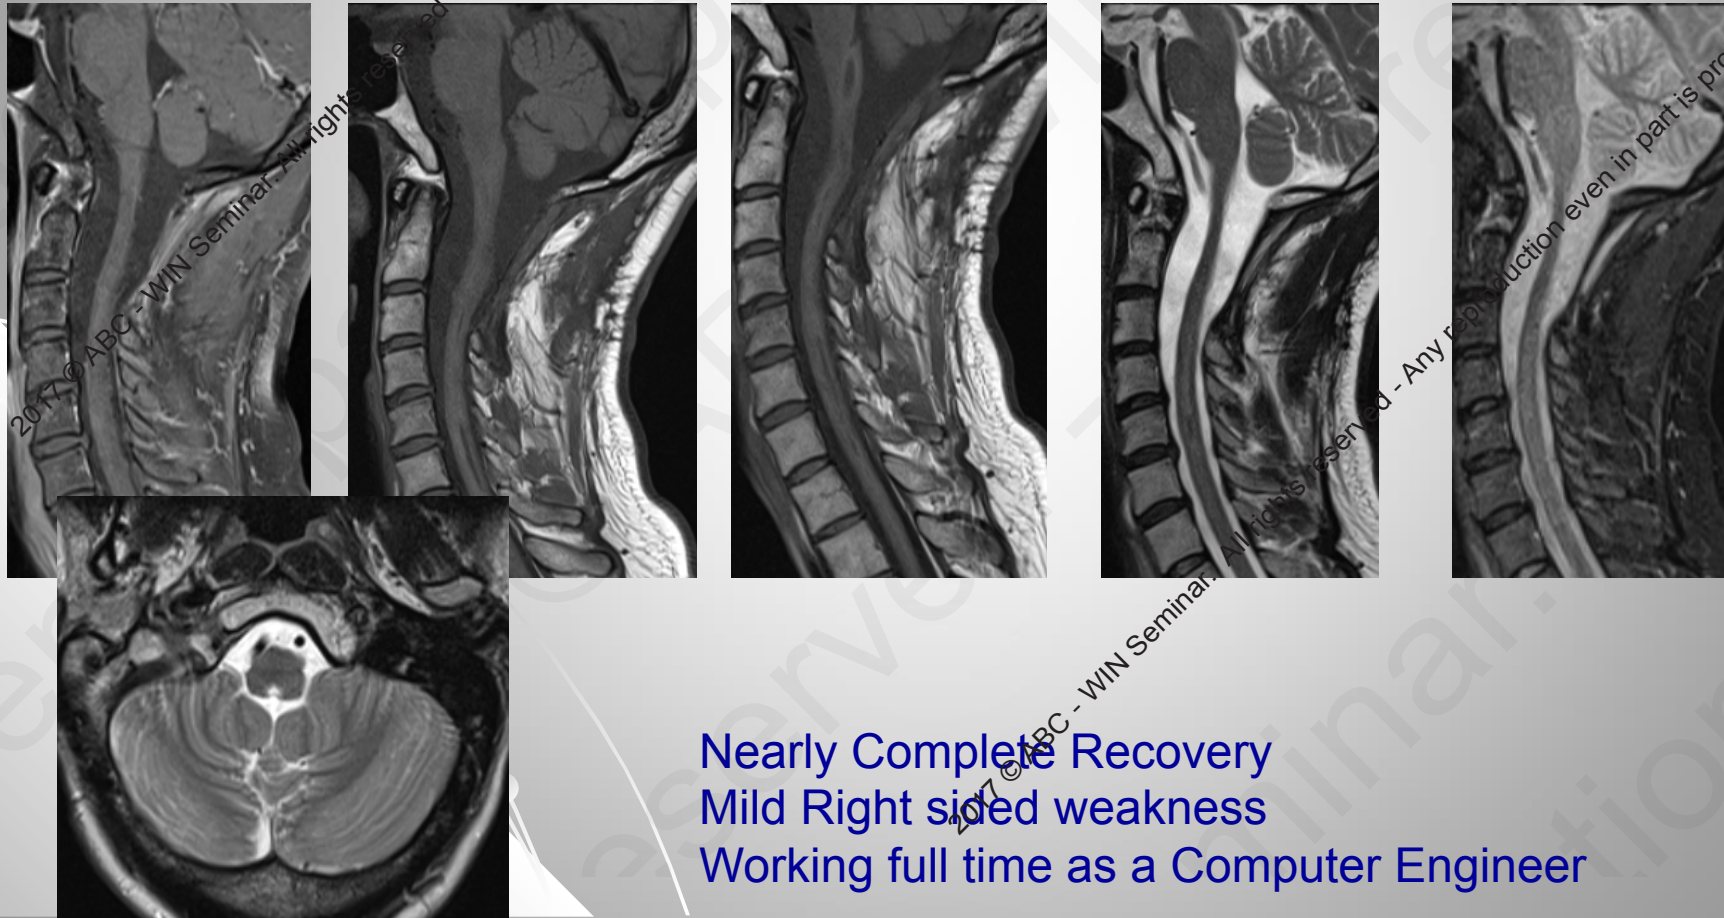 2017 © ABC - WIN Seminar. All rights reserved
2017 © ABC - WIN Seminar. All rights reserved - Any reproduction even in part is pro
Nearly Complete Recovery
Mild Right sided weakness
Working full time as a Computer Engineer